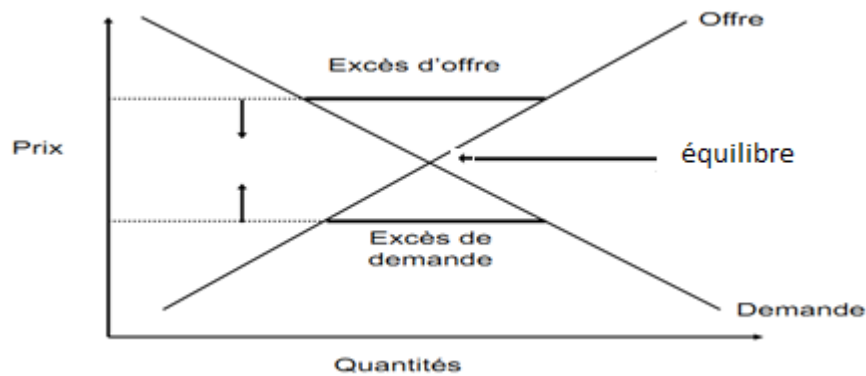 Offre
Excès d'offre
Prix
équilibre
Excès de
demande
Demande
Quantités